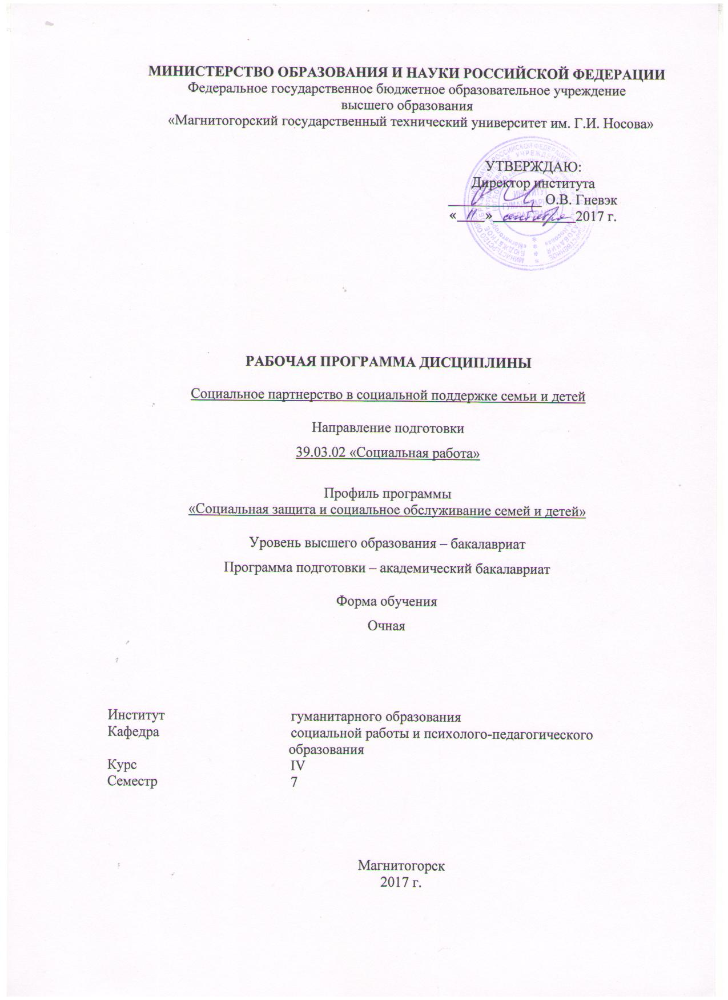 МИНИСТЕРСТВО ОБРАЗОВАНИЯ И НАУКИ РОССИЙСКОЙ ФЕДЕРАЦИИ
Федеральное государственное бюджетное образовательное учреждение
высшего образования
«Магнитогорский государственный технический университет им. Г.И. Носова»
УТВЕРЖДАЮ:
Директор института
О.В. Гневэк
«11» сентября 2017 г.
ИНСТИТУТ
ГУМАНИТАРНОГО
ОБРАЗОВАНИЯ
РАБОЧАЯ ПРОГРАММА ДИСЦИПЛИНЫ
Социальное партнерство в социальной поддержке семьи и детей
Направление подготовки
39.03.02 «Социальная работа»
Профиль программы
«Социальная защита и социальное обслуживание семей и детей»
Уровень высшего образования – бакалавриат
Программа подготовки – академический бакалавриат
Форма обучения
Очная
Институт гуманитарного образования
Кафедра социальной работы и психолого-педагогического
образования
Курс IV
Семестр 7
Магнитогорск
2017 г.